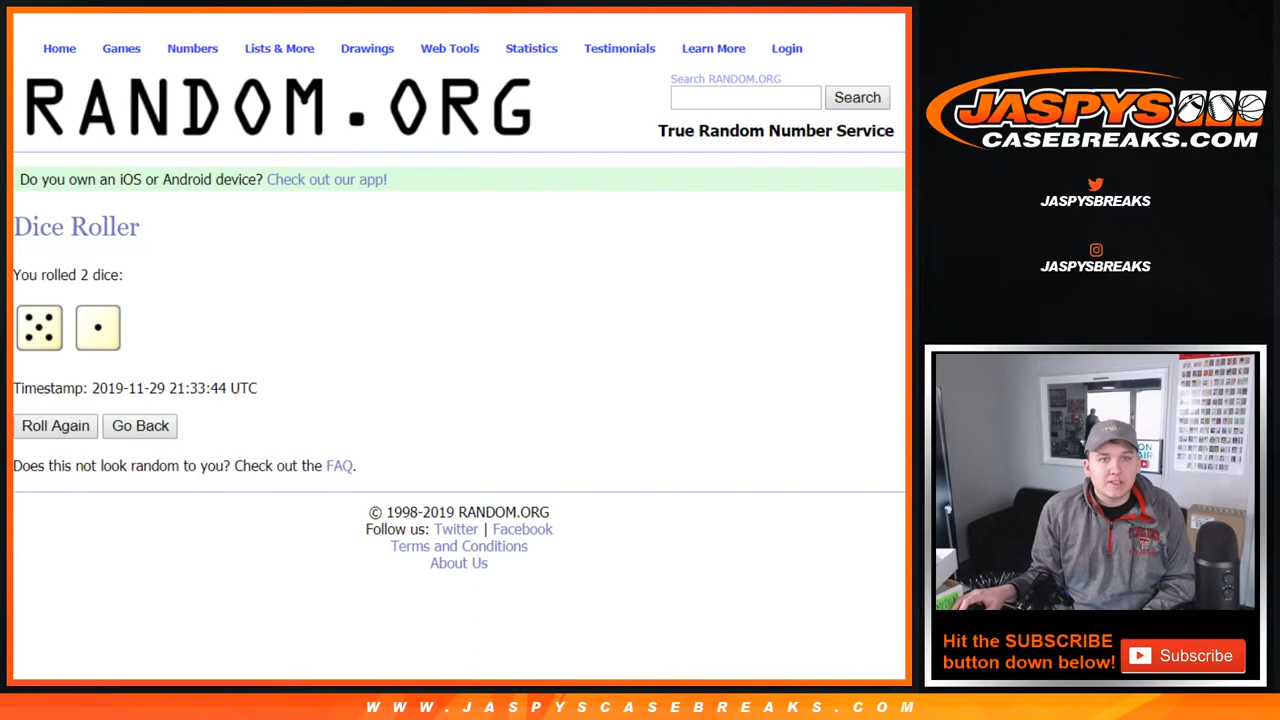 Home Games Numbers Lists & More Drawings Web Tools Statistics Testimonials Learn More Login
RANDOM.ORG
Search RANDOM.ORG
Search
True Random Number Service
Do you own an iOS or Android device? Check out our app!
Dice Roller
You rolled 2 dice:
Timestamp: 2019-11-29 21:33:44 UTC
Roll Again Go Back
Does this not look random to you? Check out the FAQ.
© 1998-2019 RANDOM.ORG
Follow us: Twitter | Facebook
Terms and Conditions
About Us
JASPYS
CASEBREAKS.COM
JASPYSBREAKS
JASPYSBREAKS
Hit the SUBSCRIBE
button down below!
Subscribe
WWW.JASPYSCASEBREAKS.COM